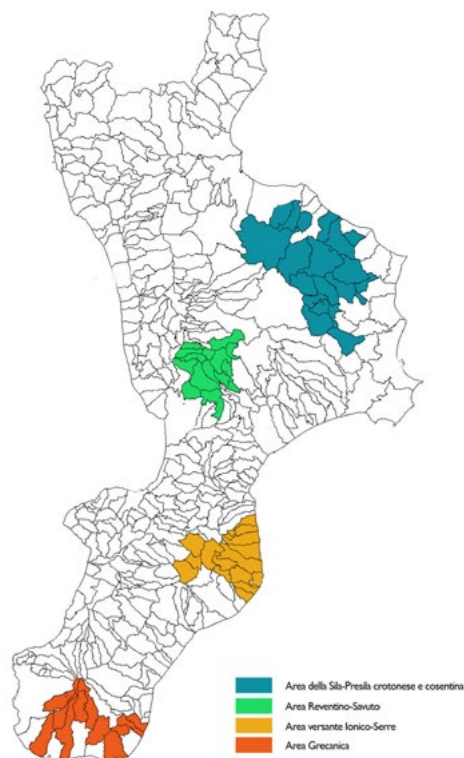 Area della Sila-Presila crotonese e cosentina
Area Reventino-Savuto
Area versante Ionico-Serre
Area Grecanica